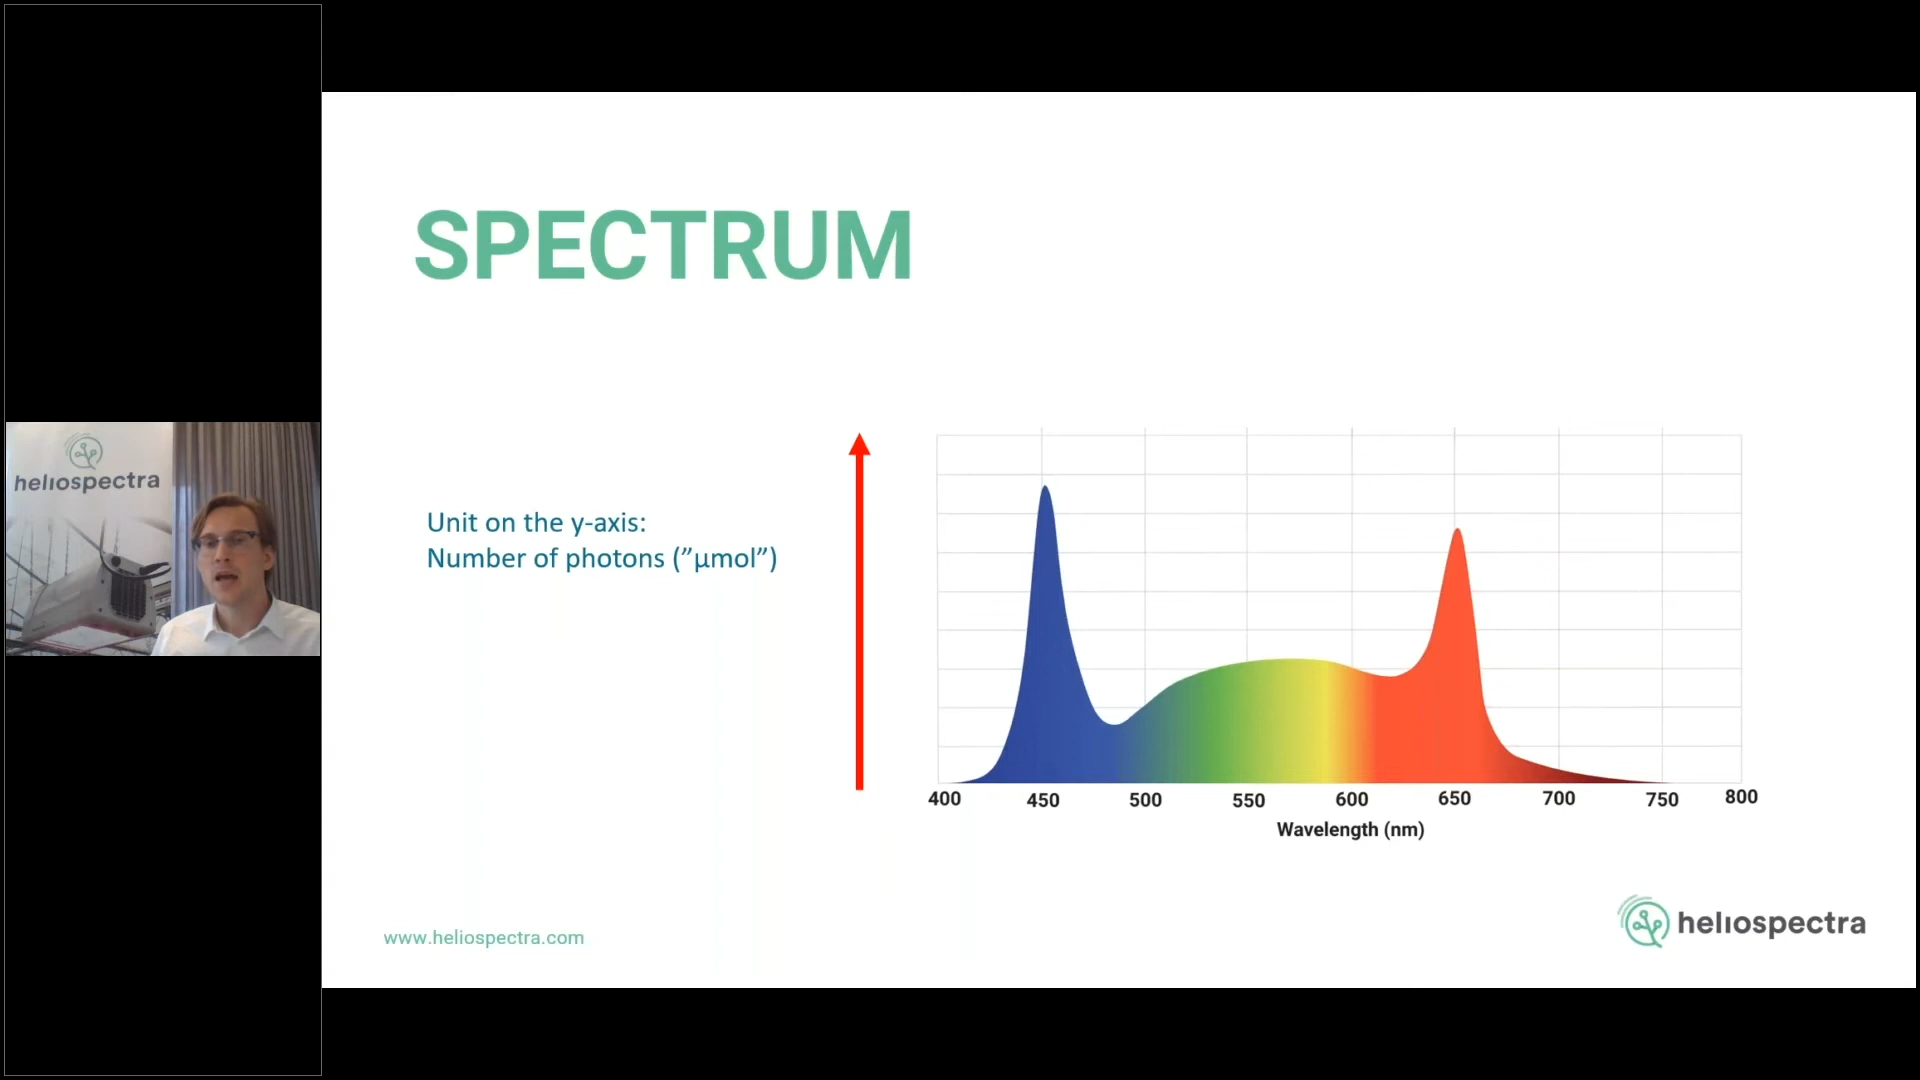 heliospectra
SPECTRUM
Unit on the y-axis:
Number of photons (”µmol”)
400 450 500 550 600 650 700 750 800
Wavelength (nm)
www.heliospectra.com
heliospectra